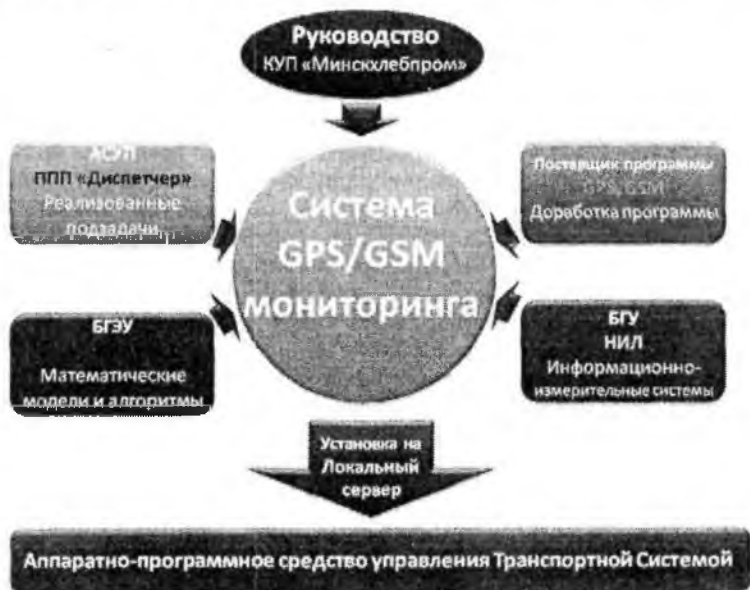 Руководство
КУП «Минскхлебпром»
АСУП
ППП «Диспетчер»
Реализованные
подзадачи
Поставщик программы
GPS/GSM
Доработка программы
Система
GPS/GSM
мониторинга
БГЭУ
Математические
модели и алгоритмы
БГУ
НИЛ
Информационно-
измерительные системы
Установка на
Локальный
сервер
Аппаратно-программное средство управления Транспортной Системой